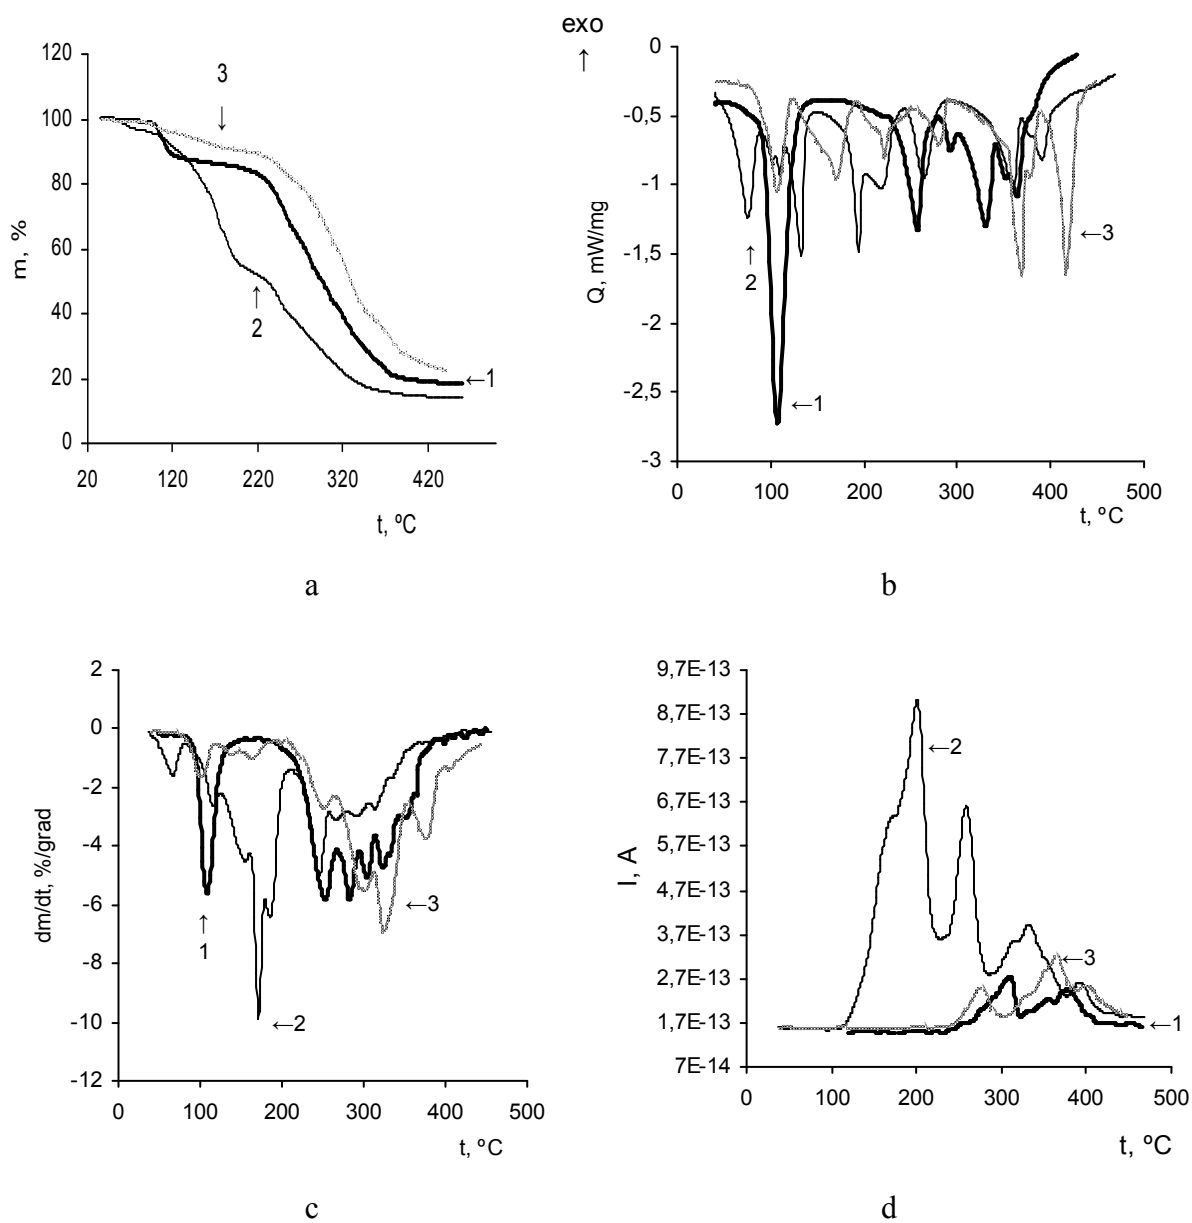 120
100
80
60
40
20
0
m, %
3
↓
↑
2
←1
20
120
220
320
420
t, ºC
a
exo
↑
0
-0,5
-1
-1,5
-2
-2,5
-3
Q, mW/mg
↑
2
←3
←1
0
100
200
300
400
500
t, ºC
b
2
0
-2
-4
-6
-8
-10
-12
dm/dt, %/grad
↑
1
←3
←2
0
100
200
300
400
500
t, ºC
c
9,7E-13
8,7E-13
7,7E-13
6,7E-13
5,7E-13
4,7E-13
3,7E-13
2,7E-13
1,7E-13
7E-14
I, A
←2
←3
←1
0
100
200
300
400
500
t, ºC
d